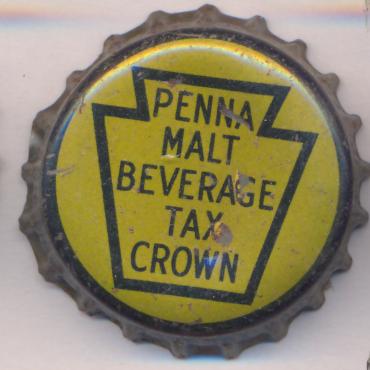 PENNA
MALT
BEVERAGE
TAX
CROWN